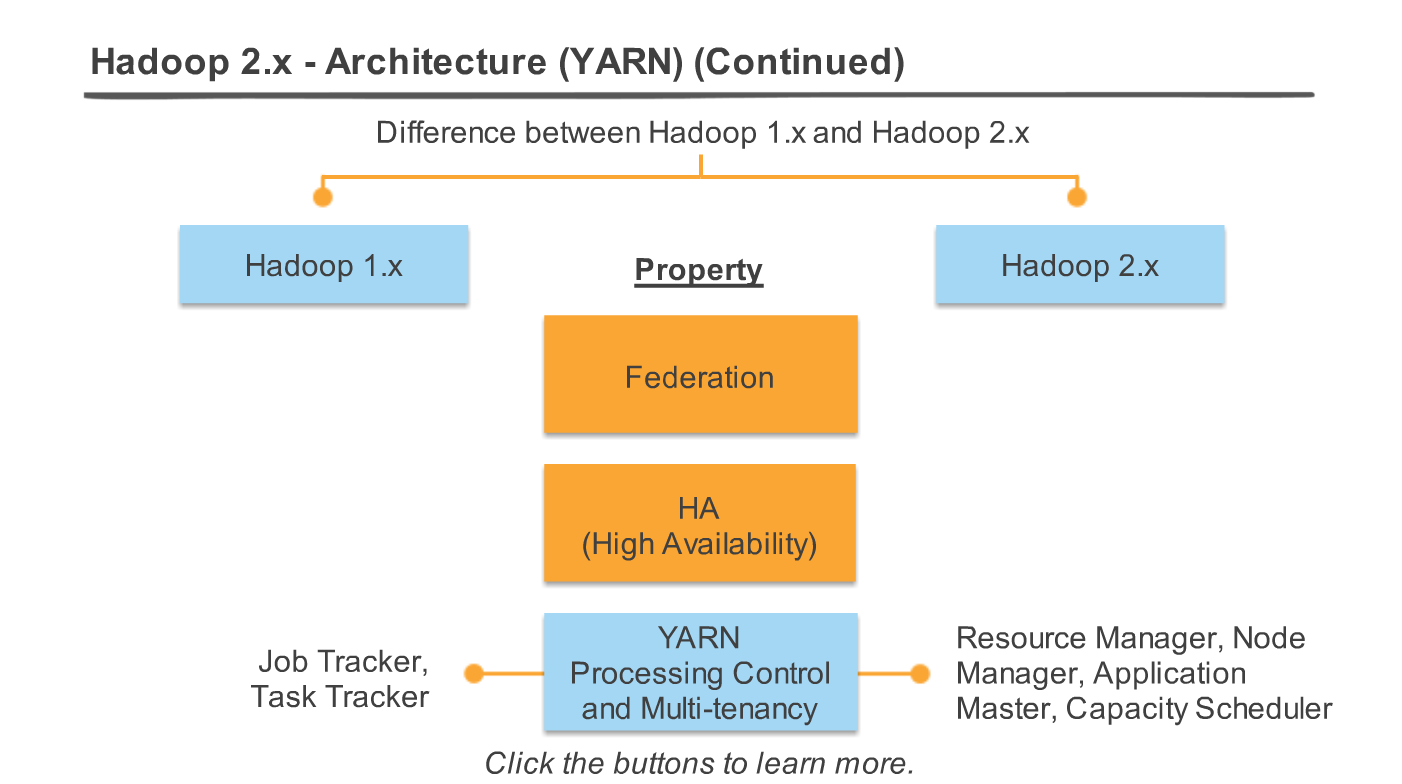 Hadoop 2.x - Architecture (YARN) (Continued)
Difference between Hadoop 1.x and Hadoop 2.x
Hadoop 1.x
Property
Hadoop 2.x
Federation
HA
(High Availability)
Job Tracker,
Task Tracker
YARN
Processing Control
and Multi-tenancy
Resource Manager, Node
Manager, Application
Master, Capacity Scheduler
Click the buttons to learn more.